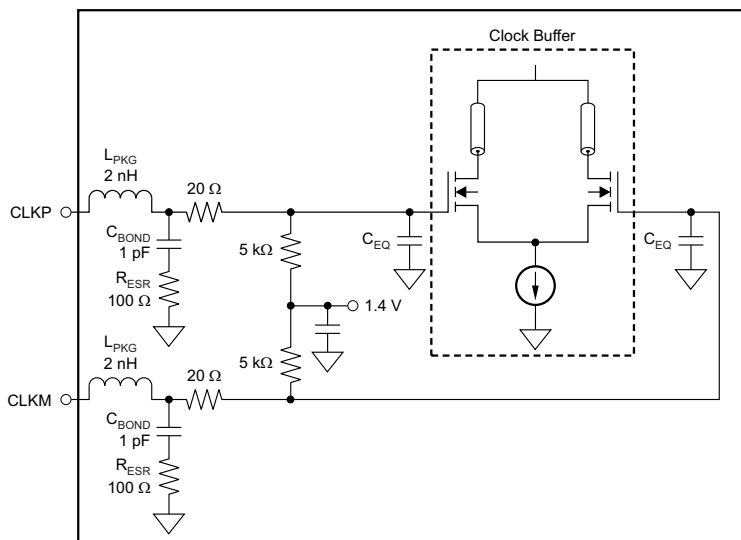 Clock Buffer
L_PKG
2 nH
20 Ω
CLKP
C_BOND
1 pF
5 kΩ
C_EQ
C_EQ
R_ESR
100 Ω
1.4 V
L_PKG
2 nH
5 kΩ
20 Ω
CLKM
C_BOND
1 pF
R_ESR
100 Ω